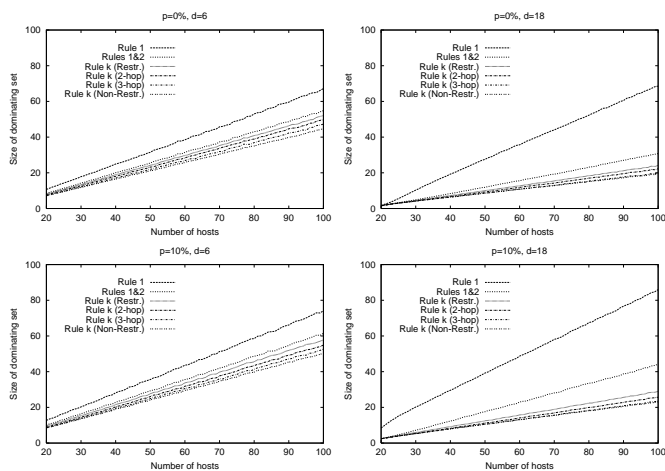 p=0%, d=6
Size of dominating set
100
80
60
40
20
0
Rule 1
Rules 1&2
Rule k (Restr.)
Rule k (2-hop)
Rule k (3-hop)
Rule k (Non-Restr.)
20 30 40 50 60 70 80 90 100
Number of hosts
p=0%, d=18
Size of dominating set
100
80
60
40
20
0
Rule 1
Rules 1&2
Rule k (Restr.)
Rule k (2-hop)
Rule k (3-hop)
Rule k (Non-Restr.)
20 30 40 50 60 70 80 90 100
Number of hosts
p=10%, d=6
Size of dominating set
100
80
60
40
20
0
Rule 1
Rules 1&2
Rule k (Restr.)
Rule k (2-hop)
Rule k (3-hop)
Rule k (Non-Restr.)
20 30 40 50 60 70 80 90 100
Number of hosts
p=10%, d=18
Size of dominating set
100
80
60
40
20
0
Rule 1
Rules 1&2
Rule k (Restr.)
Rule k (2-hop)
Rule k (3-hop)
Rule k (Non-Restr.)
20 30 40 50 60 70 80 90 100
Number of hosts